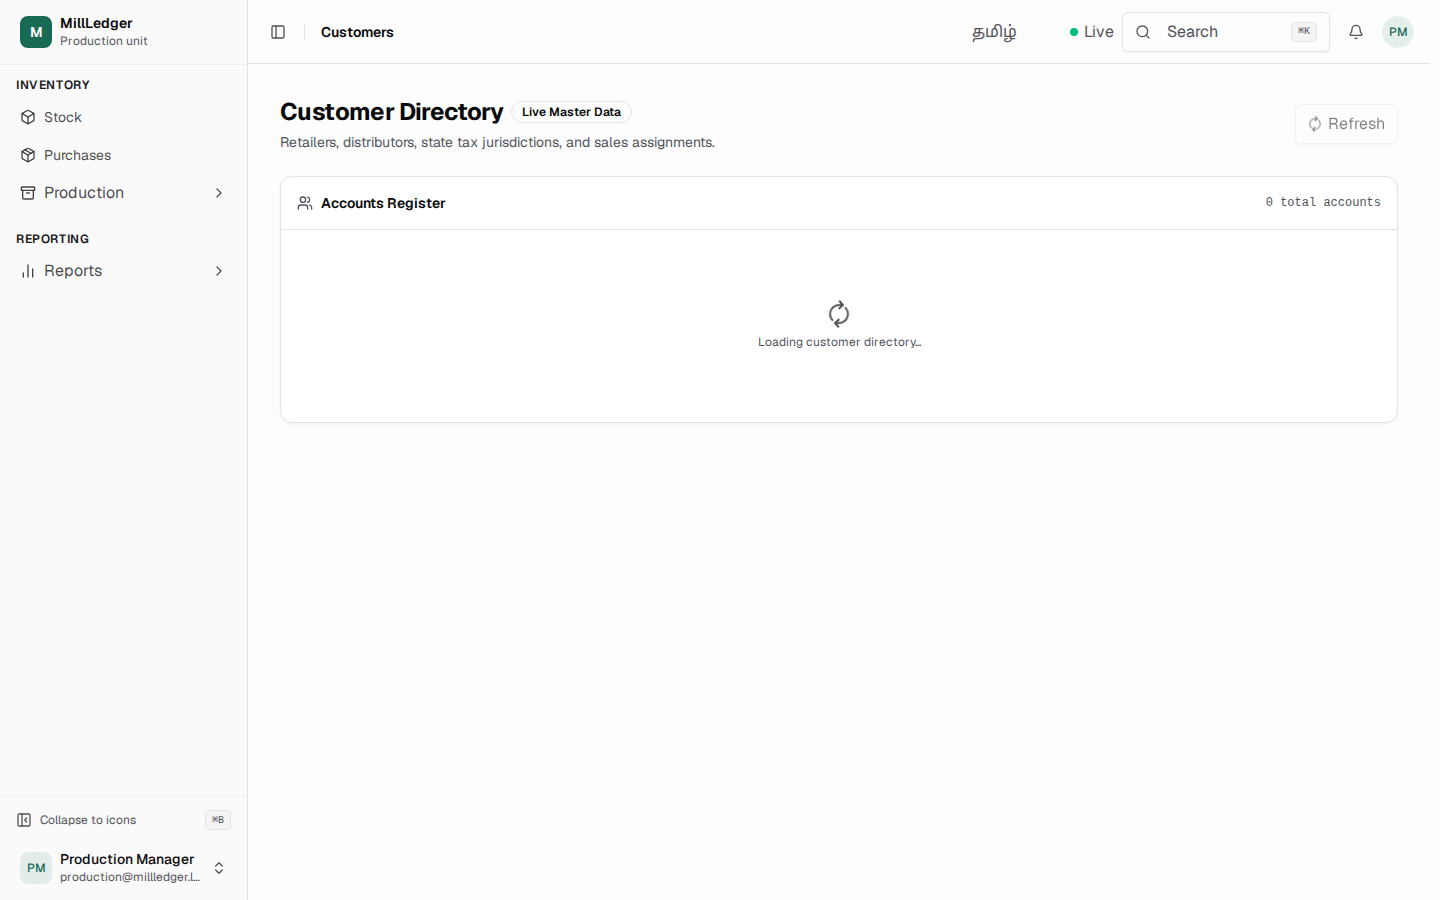 M
MillLedger
Production unit
INVENTORY
Stock
Purchases
Production
REPORTING
Reports
Collapse to icons
⌘B
PM
Production Manager
production@millledger.l...
Customers
தமிழ்
Live
Search
⌘K
PM
Customer Directory
Live Master Data
Retailers, distributors, state tax jurisdictions, and sales assignments.
Refresh
Accounts Register
0 total accounts
Loading customer directory...